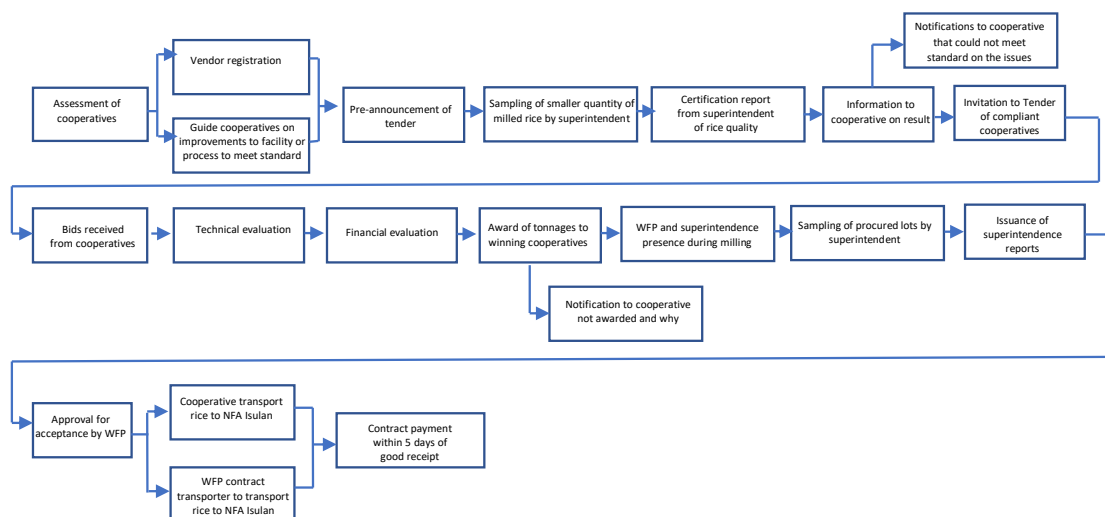 Notifications to cooperative
that could not meet
standard on the issues
Vendor registration
Assessment of
cooperatives
Pre-announcement of
tender
Sampling of smaller quantity of
milled rice by superintendent
Certification report
from superintendent
of rice quality
Information to
cooperative on result
Invitation to Tender
of compliant
cooperatives
Guide cooperatives on
improvements to facility or
process to meet standard
Bids received
from cooperatives
Technical evaluation
Financial evaluation
Award of tonnages to
winning cooperatives
WFP and superintendence
presence during milling
Sampling of procured lots by
superintendent
Issuance of
superintendence
reports
Notification to cooperative
not awarded and why
Approval for
acceptance by WFP
Cooperative transport
rice to NFA Isulan
Contract payment
within 5 days of
good receipt
WFP contract
transporter to transport
rice to NFA Isulan